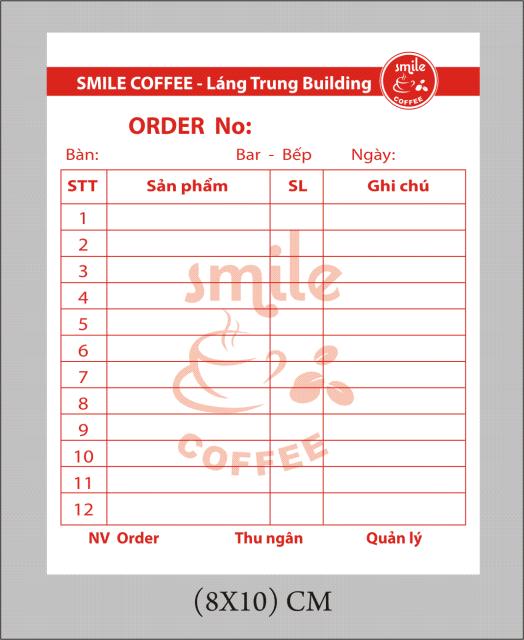 SMILE COFFEE - Láng Trung Building
smile
COFFEE
ORDER No:
Bàn: Bar - Bếp Ngày:
STT Sản phẩm SL Ghi chú
1
2
3
4
5
6
7
8
9
10
11
12
smile
COFFEE
NV Order Thu ngân Quản lý
(8X10) CM